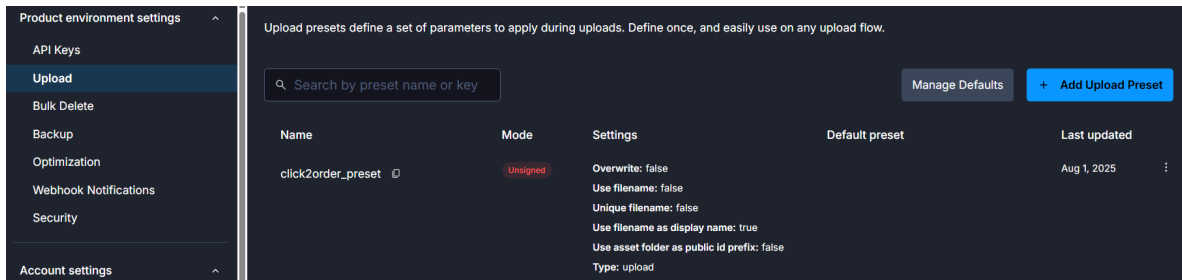 Product environment settings
API Keys
Upload
Bulk Delete
Backup
Optimization
Webhook Notifications
Security
Account settings
Upload presets define a set of parameters to apply during uploads. Define once, and easily use on any upload flow.
Search by preset name or key
Manage Defaults
+ Add Upload Preset
Name Mode Settings Default preset Last updated
click2order_preset Unsigned Overwrite: false Aug 1, 2025
Use filename: false
Unique filename: false
Use filename as display name: true
Use asset folder as public id prefix: false
Type: upload